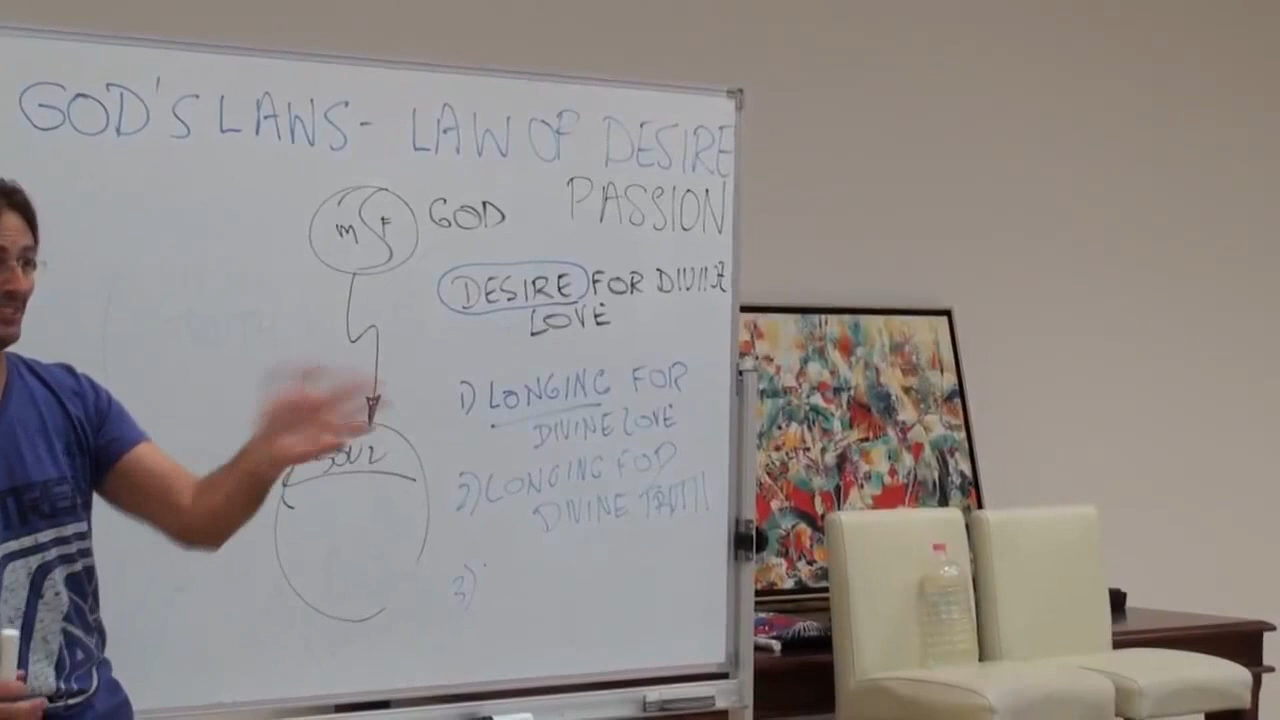 GOD'S LAWS - LAW OF DESIRE
PASSION
M F GOD
DESIRE FOR DIVINE
LOVE
1) LONGING FOR
DIVINE LOVE
SOUL
2) LONGING FOR
DIVINE TRUTH
3)